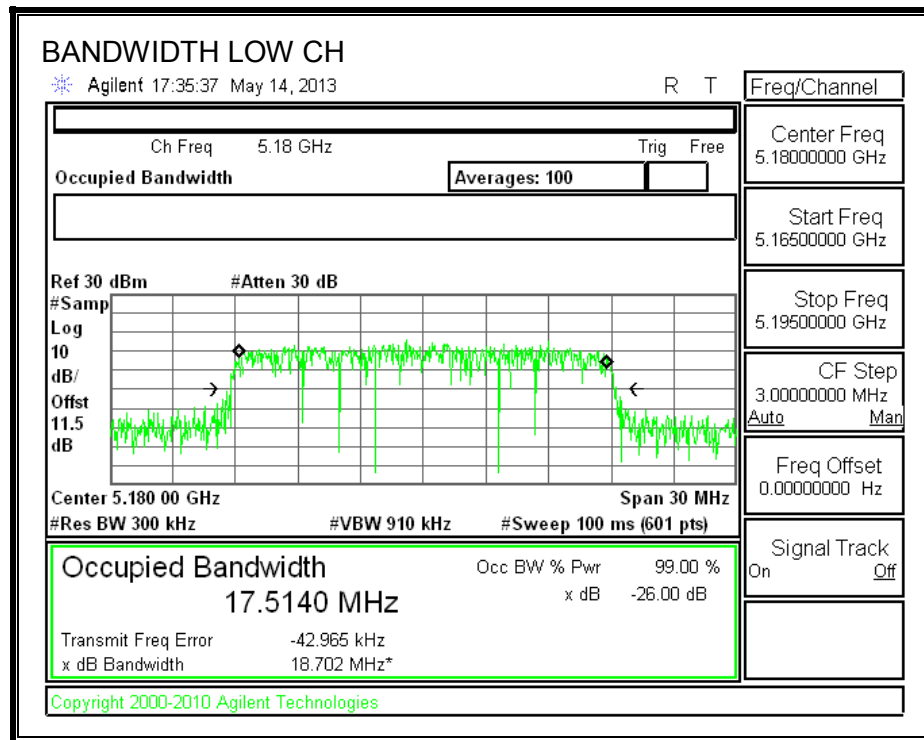 BANDWIDTH LOW CH
Agilent 17:35:37 May 14, 2013 R T
Freq/Channel
Ch Freq 5.18 GHz Trig Free
Occupied Bandwidth Averages: 100
Center Freq
5.18000000 GHz
Start Freq
5.16500000 GHz
Stop Freq
5.19500000 GHz
CF Step
3.00000000 MHz
Auto Man
Freq Offset
0.00000000 Hz
Signal Track
On Off
Ref 30 dBm #Atten 30 dB
#Samp
Log
10
dB/
Offst
11.5
dB
Center 5.180 00 GHz Span 30 MHz
#Res BW 300 kHz #VBW 910 kHz #Sweep 100 ms (601 pts)
Occupied Bandwidth Occ BW % Pwr 99.00 %
17.5140 MHz x dB -26.00 dB
Transmit Freq Error -42.965 kHz
x dB Bandwidth 18.702 MHz*
Copyright 2000-2010 Agilent Technologies